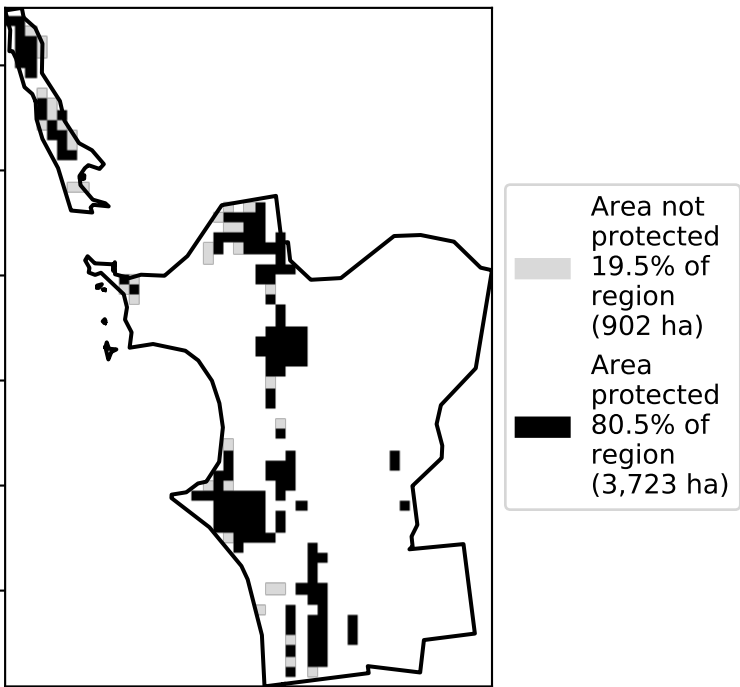 Area not
protected
19.5% of
region
(902 ha)
Area
protected
80.5% of
region
(3,723 ha)